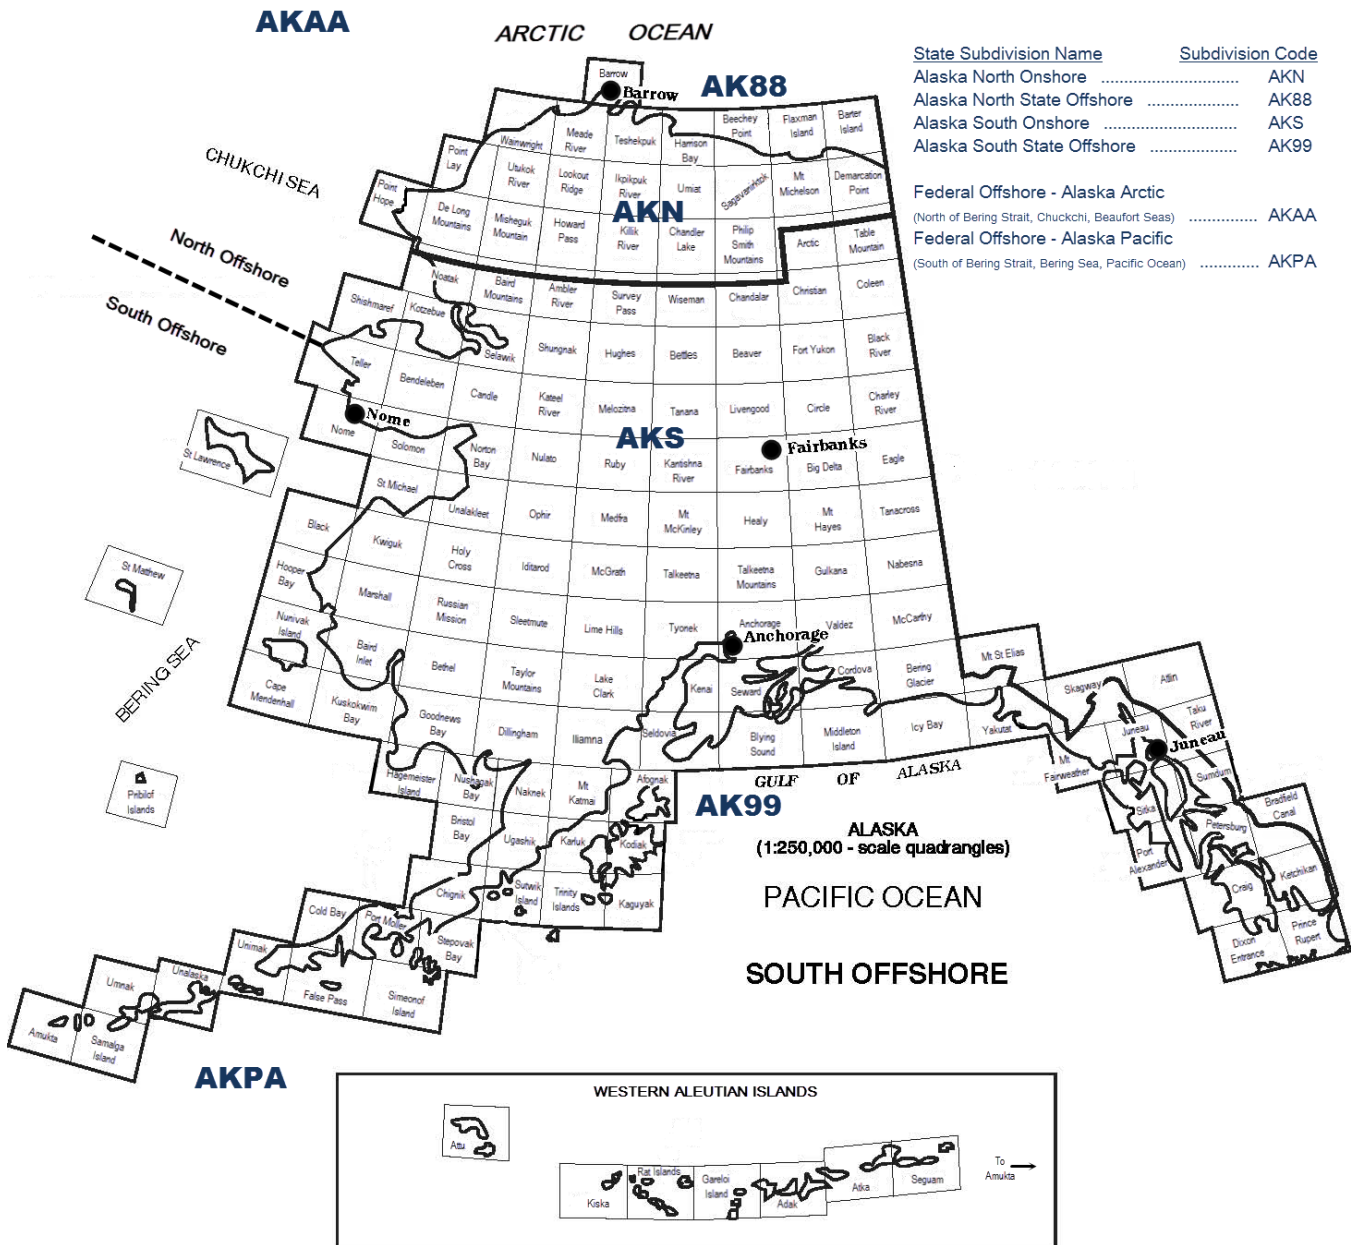 AKAA
ARCTIC OCEAN
AK88
State Subdivision Name Subdivision Code
Alaska North Onshore ............................. AKN
Alaska North State Offshore ................... AK88
Alaska South Onshore ............................ AKS
Alaska South State Offshore .................. AK99
Federal Offshore - Alaska Arctic
(North of Bering Strait, Chuckchi, Beaufort Seas) .............. AKAA
Federal Offshore - Alaska Pacific
(South of Bering Strait, Bering Sea, Pacific Ocean) ............. AKPA
Barrow
Barrow
CHUKCHI SEA
North Offshore
South Offshore
Wainwright
Meade River
Teshekpuk
Harrison Bay
Beechey Point
Flaxman Island
Barter Island
Point Lay
Utukok River
Lookout Ridge
Ikpikpuk River
Umiat
Sagavanirktok
Mt Michelson
Demarcation Point
Point Hope
De Long Mountains
Misheguk Mountain
Howard Pass
AKN
Killik River
Chandler Lake
Philip Smith Mountains
Arctic
Table Mountain
Noatak
Baird Mountains
Ambler River
Survey Pass
Wiseman
Chandalar
Christian
Coleen
Shishmaref
Kotzebue
Selawik
Shungnak
Hughes
Bettles
Beaver
Fort Yukon
Black River
Teller
Bendeleben
Candle
Kateel River
Melozitna
Tanana
Livengood
Circle
Charley River
Nome
Nome
Solomon
Norton Bay
Nulato
AKS
Ruby
Kantishna River
Fairbanks
Fairbanks
Big Delta
Eagle
St Lawrence
St Michael
Unalakleet
Ophir
Medfra
Mt McKinley
Healy
Mt Hayes
Tanacross
Black
Kwiguk
Holy Cross
Iditarod
McGrath
Talkeetna
Talkeetna Mountains
Gulkana
Nabesna
St Mathew
Hooper Bay
Marshall
Russian Mission
Sleetmute
Lime Hills
Tyonek
Anchorage
Anchorage
Valdez
McCarthy
Nunivak Island
Baird Inlet
Bethel
Taylor Mountains
Lake Clark
Kenai
Seward
Cordova
Bering Glacier
Mt St Elias
BERING SEA
Cape Mendenhall
Kuskokwim Bay
Goodnews Bay
Dillingham
Iliamna
Seldovia
Blying Sound
Middleton Island
Icy Bay
Yakutat
Skagway
Atlin
Mt Fairweather
Juneau
Juneau
Taku River
GULF OF ALASKA
Pribilof Islands
Hagemeister Island
Nushagak Bay
Naknek
Mt Katmai
Afognak
AK99
Sitka
Sumdum
Bradfield Canal
Bristol Bay
Ugashik
Karluk
Kodiak
ALASKA
(1:250,000 - scale quadrangles)
Port Alexander
Petersburg
Ketchikan
Craig
PACIFIC OCEAN
Chignik
Sutwik Island
Trinity Islands
Kaguyak
Dixon Entrance
Prince Rupert
SOUTH OFFSHORE
Cold Bay
Port Moller
Stepovak Bay
Unimak
False Pass
Simeonof Island
Umnak
Unalaska
Amukta
Samalga Island
AKPA
WESTERN ALEUTIAN ISLANDS
Attu
Kiska
Rat Islands
Gareloi Island
Adak
Atka
Seguam
To
Amukta